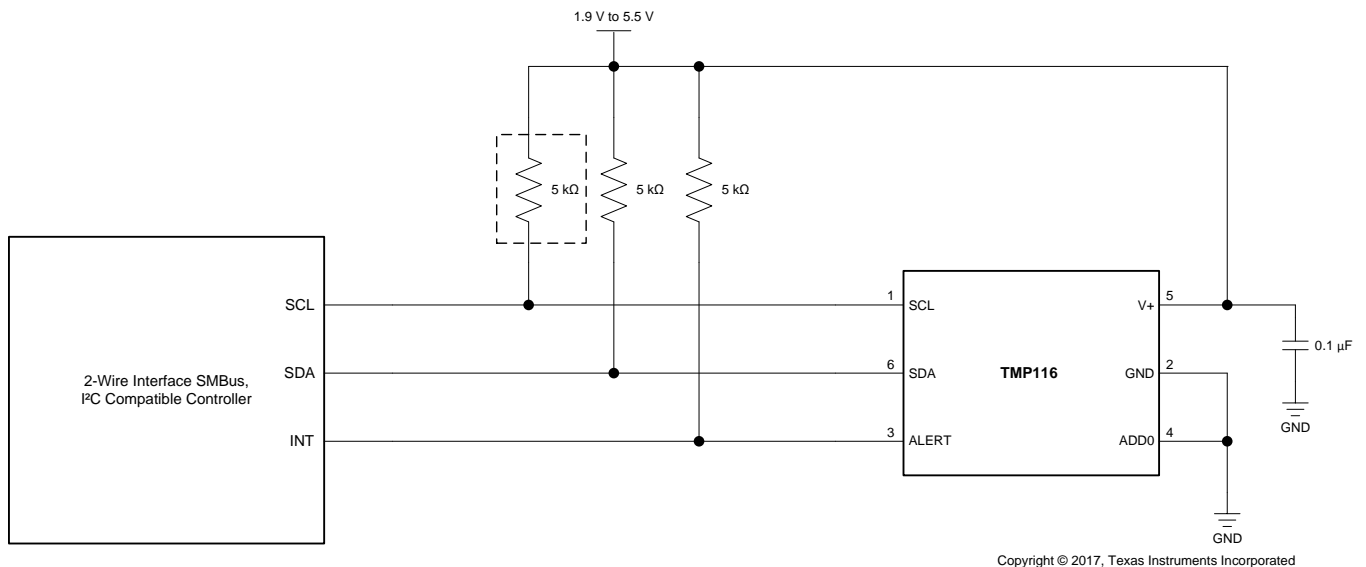 1.9 V to 5.5 V
5 kΩ
5 kΩ
5 kΩ
SCL
1
SCL
V+
5
0.1 µF
2-Wire Interface SMBus,
I²C Compatible Controller
SDA
6
SDA
TMP116
GND
2
GND
INT
3
ALERT
ADD0
4
GND
Copyright © 2017, Texas Instruments Incorporated